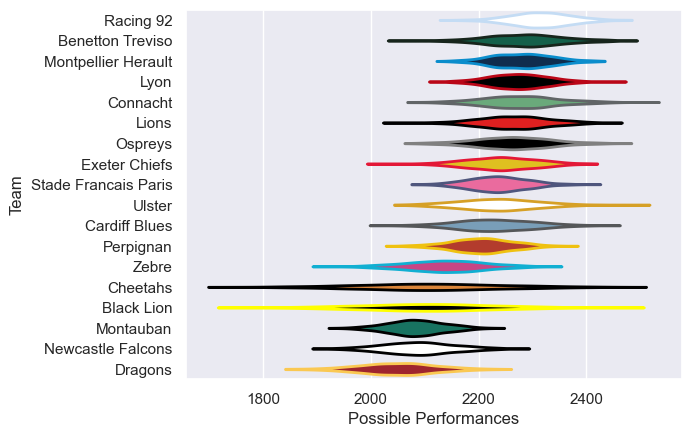 Racing 92
Benetton Treviso
Montpellier Herault
Lyon
Connacht
Lions
Ospreys
Exeter Chiefs
Stade Francais Paris
Ulster
Cardiff Blues
Perpignan
Zebre
Cheetahs
Black Lion
Montauban
Newcastle Falcons
Dragons
Team
1800 2000 2200 2400
Possible Performances